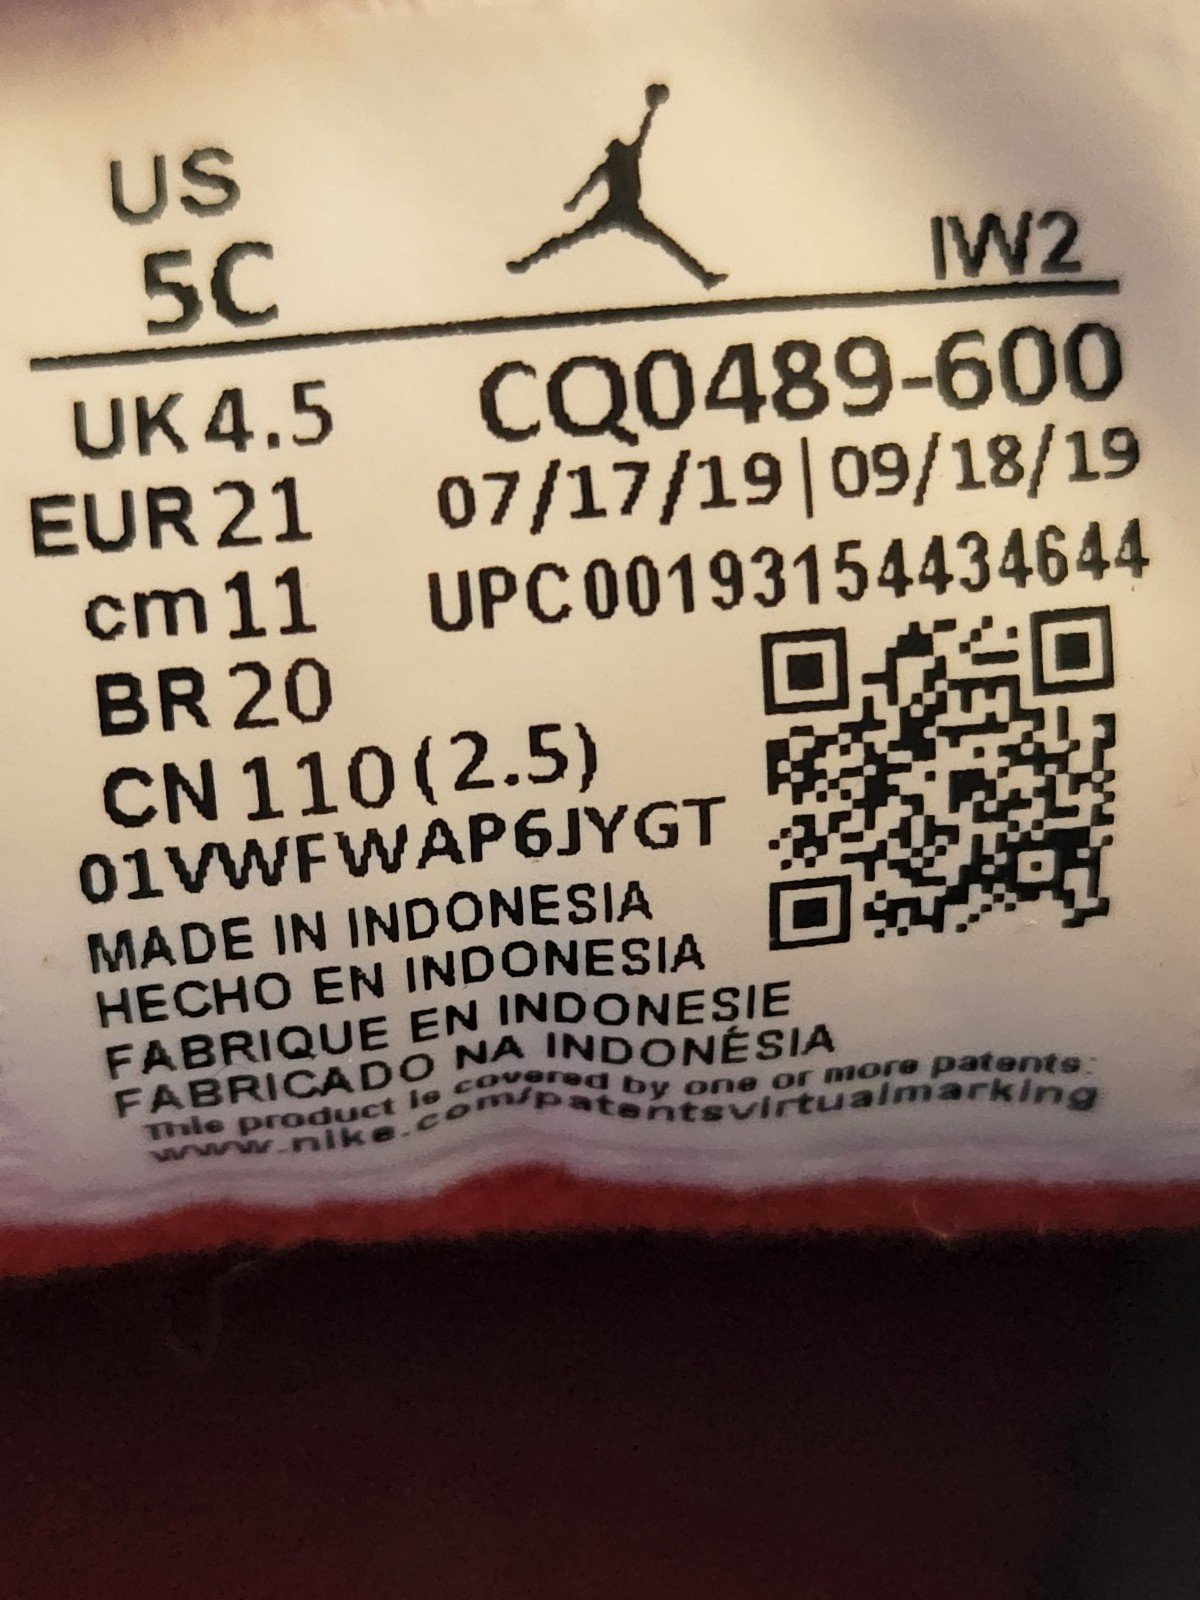 US
5C
IW2
UK 4.5
CQ0489-600
EUR 21
07/17/19|09/18/19
cm 11
UPC00193154434644
BR 20
CN 110(2.5)
01VWFWAP6JYGT
MADE IN INDONESIA
HECHO EN INDONESIA
FABRIQUE EN INDONESIE
FABRICADO NA INDONÉSIA
This product is covered by one or more patents:
www.nike.com/patentsvirtualmarking